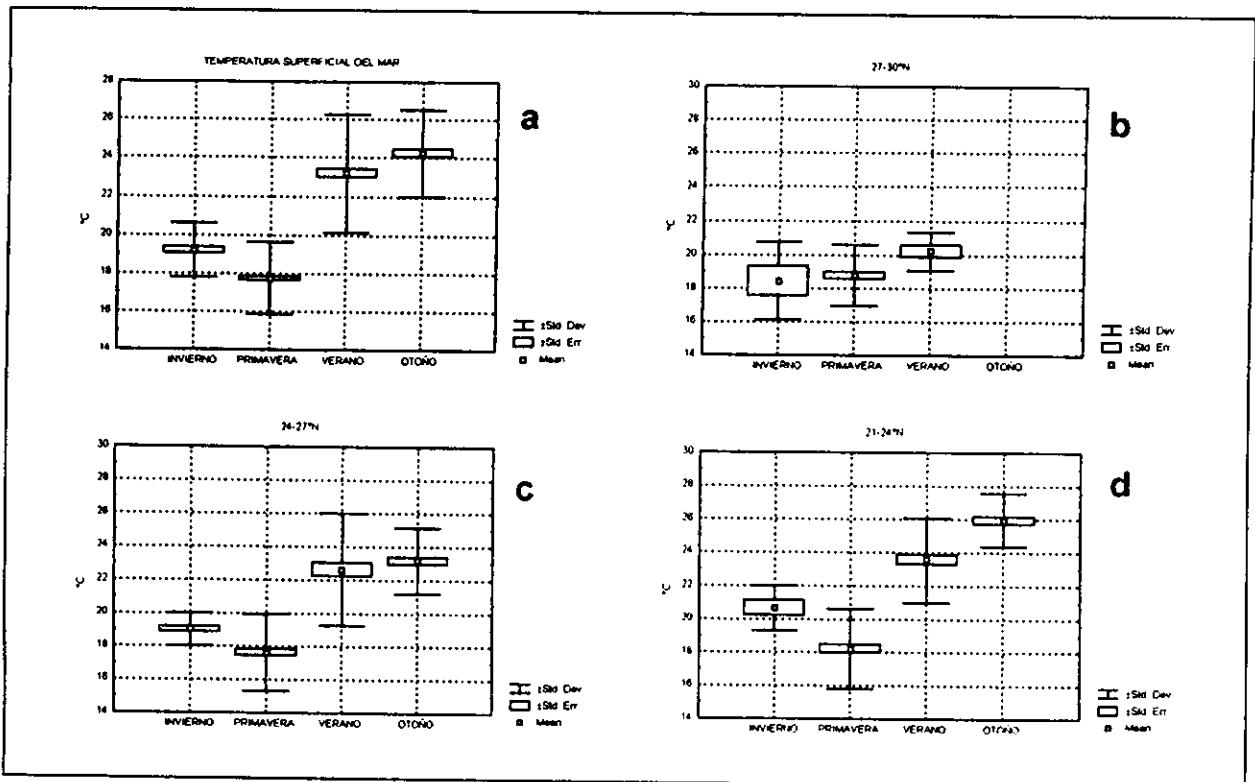 TEMPERATURA SUPERFICIAL DEL MAR
a
28
26
24
22
20
18
16
14
°C
INVIERNO PRIMAVERA VERANO OTOÑO
±Std Dev
±Std Err
Mean
27-30°N
b
30
28
26
24
22
20
18
16
14
°C
INVIERNO PRIMAVERA VERANO OTOÑO
±Std Dev
±Std Err
Mean
24-27°N
c
30
28
26
24
22
20
18
16
14
°C
INVIERNO PRIMAVERA VERANO OTOÑO
±Std Dev
±Std Err
Mean
21-24°N
d
30
28
26
24
22
20
18
16
14
°C
INVIERNO PRIMAVERA VERANO OTOÑO
±Std Dev
±Std Err
Mean